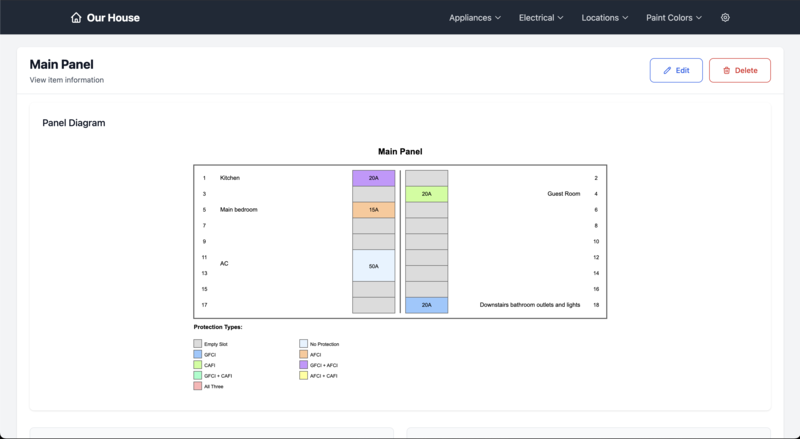 Our House
Appliances Electrical Locations Paint Colors
Main Panel
View item information
Edit Delete
Panel Diagram
Main Panel
1 Kitchen 20A 2
3 20A Guest Room 4
5 Main bedroom 15A 6
7 8
9 10
11 12
AC 50A
13 14
15 16
17 20A Downstairs bathroom outlets and lights 18
Protection Types:
Empty Slot No Protection
GFCI AFCI
CAFI GFCI + AFCI
GFCI + CAFI AFCI + CAFI
All Three